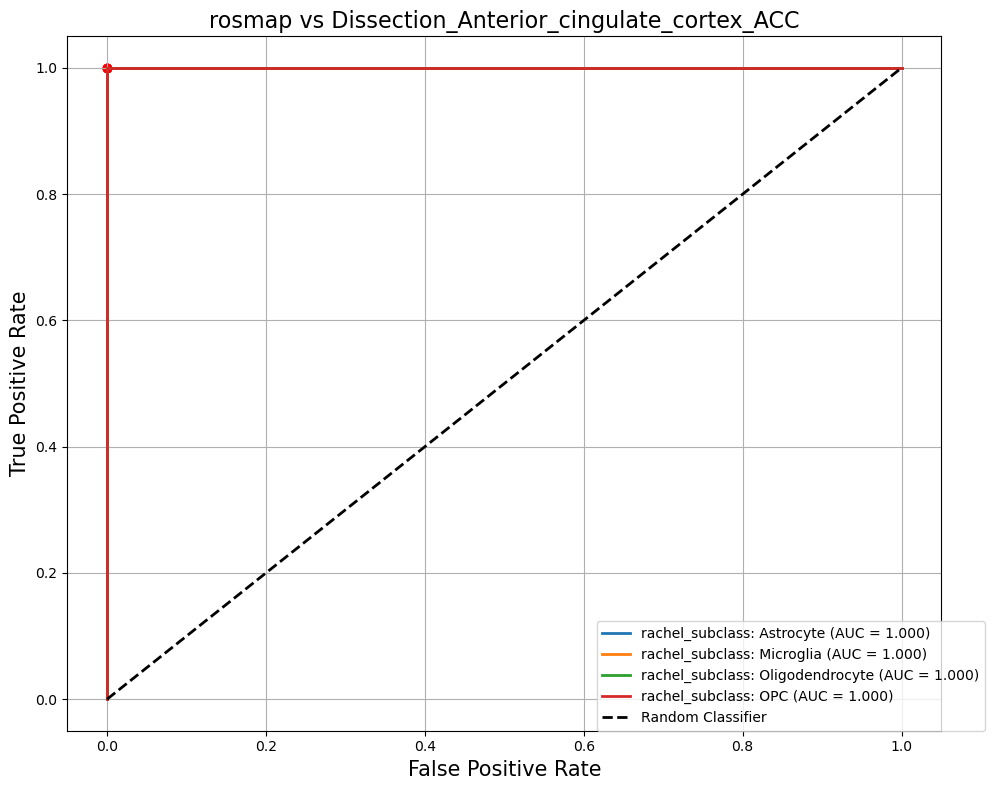 rosmap vs Dissection_Anterior_cingulate_cortex_ACC
True Positive Rate
1.0
0.8
0.6
0.4
0.2
0.0
0.0 0.2 0.4 0.6 0.8 1.0
False Positive Rate
rachel_subclass: Astrocyte (AUC = 1.000)
rachel_subclass: Microglia (AUC = 1.000)
rachel_subclass: Oligodendrocyte (AUC = 1.000)
rachel_subclass: OPC (AUC = 1.000)
Random Classifier